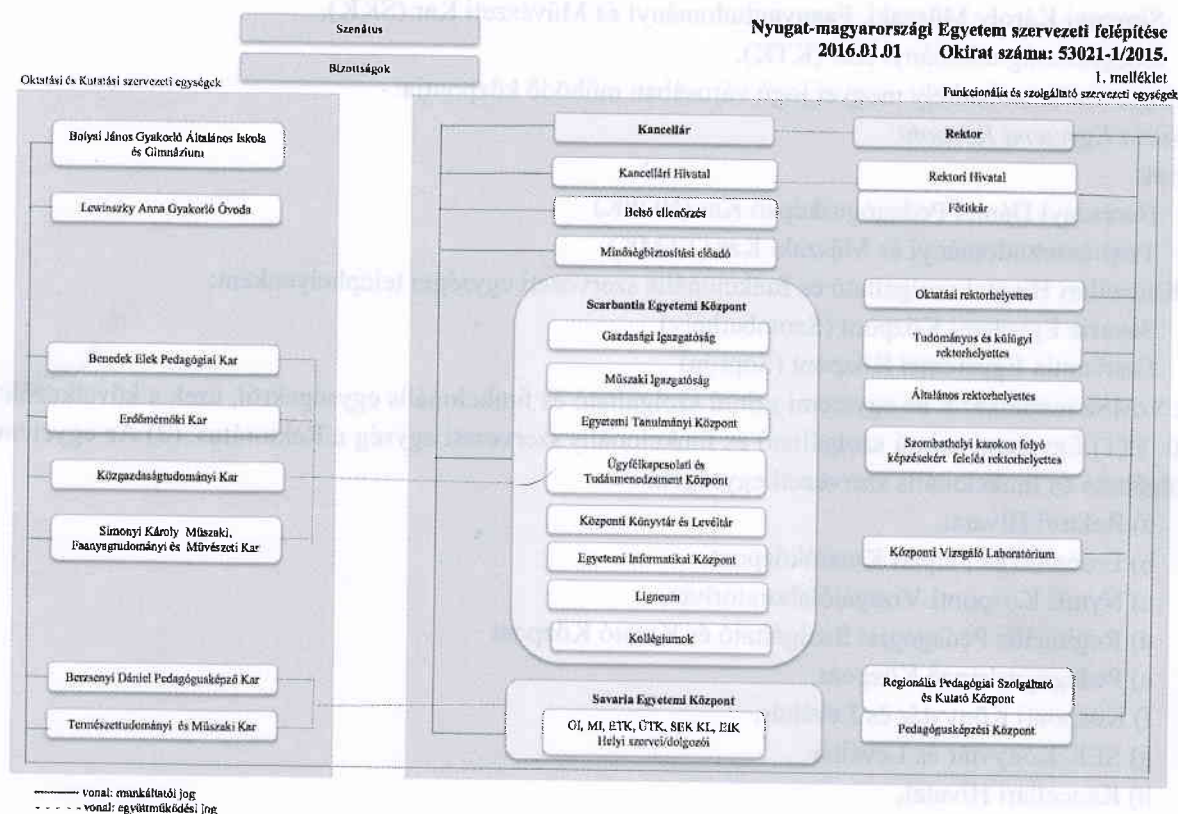 Szenátus
Bizottságok
Nyugat-magyarországi Egyetem szervezeti felépítése
2016.01.01 Okirat száma: 53021-1/2015.
1. melléklet
Oktatási és Kutatási szervezeti egységek
Funkcionális és szolgáltató szervezeti egységek
Bolyai János Gyakorló Általános Iskola
és Gimnázium
Lewinszky Anna Gyakorló Óvoda
Benedek Elek Pedagógiai Kar
Erdőmérnöki Kar
Közgazdaságtudományi Kar
Simonyi Károly Műszaki,
Faanyagtudományi és Művészeti Kar
Berzsenyi Dániel Pedagógusképző Kar
Természettudományi és Műszaki Kar
Kancellár
Kancellári Hivatal
Belső ellenőrzés
Minőségbiztosítási előadó
Scarbantia Egyetemi Központ
Gazdasági Igazgatóság
Műszaki Igazgatóság
Egyetemi Tanulmányi Központ
Ügyfélkapcsolati és
Tudásmenedzsment Központ
Központi Könyvtár és Levéltár
Egyetemi Informatikai Központ
Ligneum
Kollégiumok
Savaria Egyetemi Központ
GI, MI, ETK, ÜTK, SEK KL, EIK
Helyi szervei/dolgozói
Rektor
Rektori Hivatal
Főtitkár
Oktatási rektorhelyettes
Tudományos és külügyi
rektorhelyettes
Általános rektorhelyettes
Szombathelyi karokon folyó
képzésekért felelős rektorhelyettes
Központi Vizsgáló Laboratórium
Regionális Pedagógiai Szolgáltató
és Kutató Központ
Pedagógusképzési Központ
vonal: munkáltatói jog
vonal: együttműködési jog